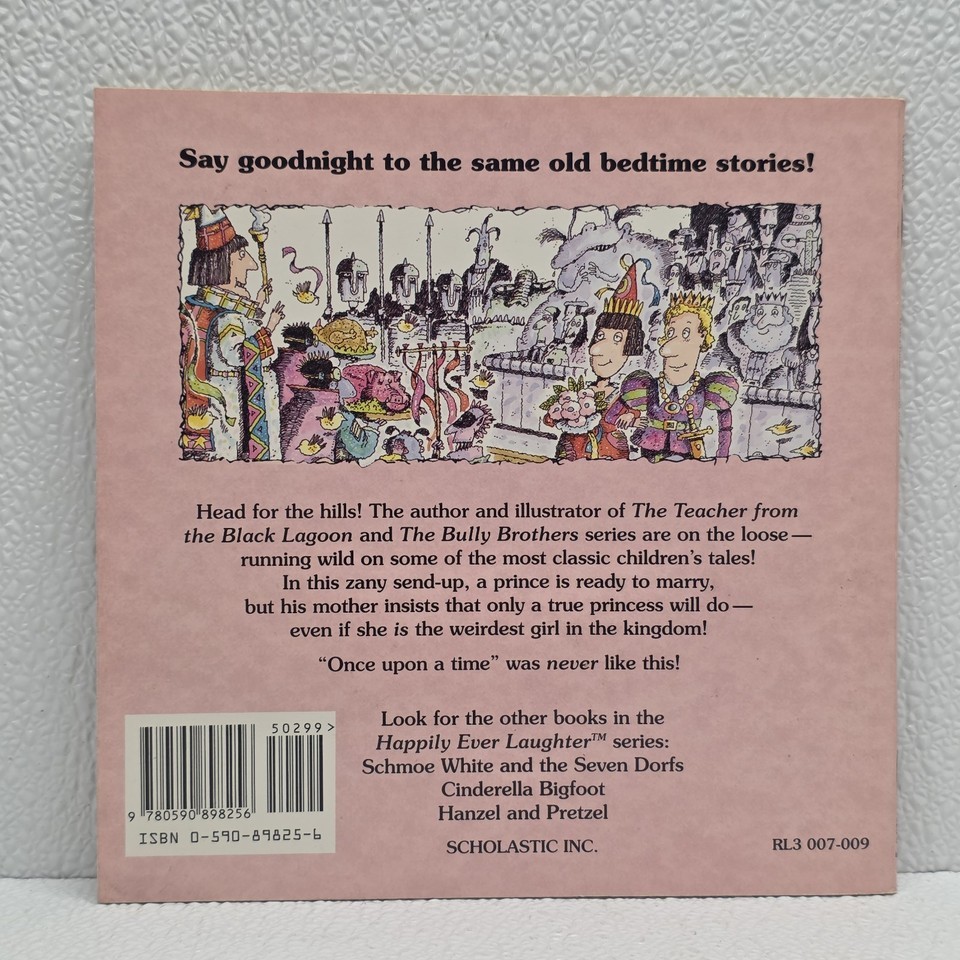 Say goodnight to the same old bedtime stories!
Head for the hills! The author and illustrator of The Teacher from
the Black Lagoon and The Bully Brothers series are on the loose—
running wild on some of the most classic children's tales!
In this zany send-up, a prince is ready to marry,
but his mother insists that only a true princess will do—
even if she is the weirdest girl in the kingdom!
"Once upon a time" was never like this!
Look for the other books in the
Happily Ever Laughter™ series:
Schmoe White and the Seven Dorfs
Cinderella Bigfoot
Hanzel and Pretzel
SCHOLASTIC INC.
RL3 007-009
50299>
9 780590 898256
ISBN 0-590-89825-6